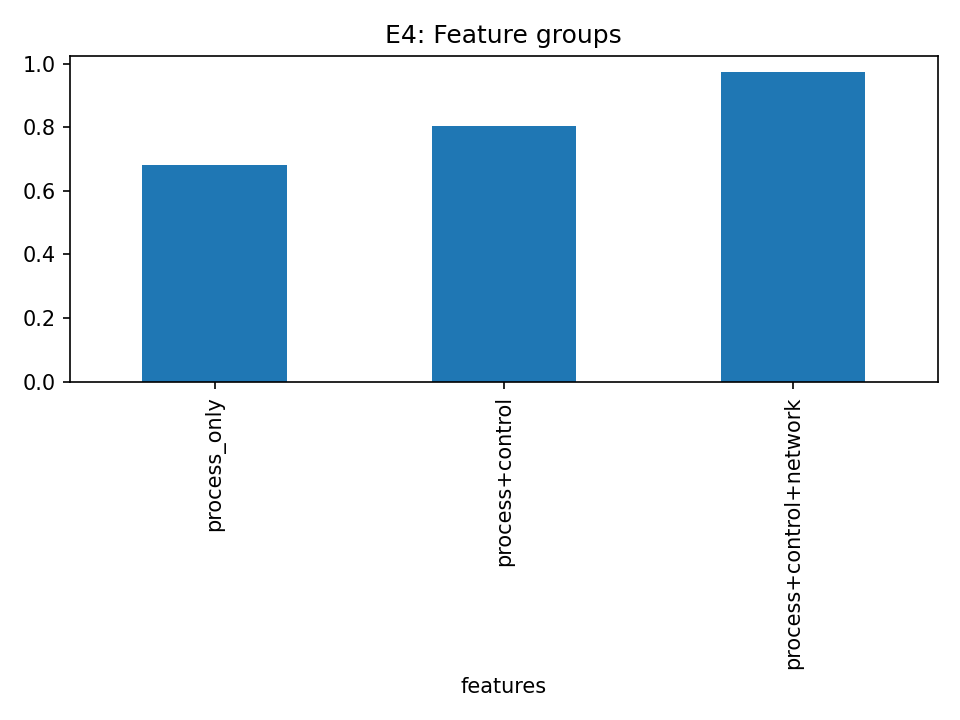 E4: Feature groups
1.0
0.8
0.6
0.4
0.2
0.0
process_only
process+control
process+control+network
features